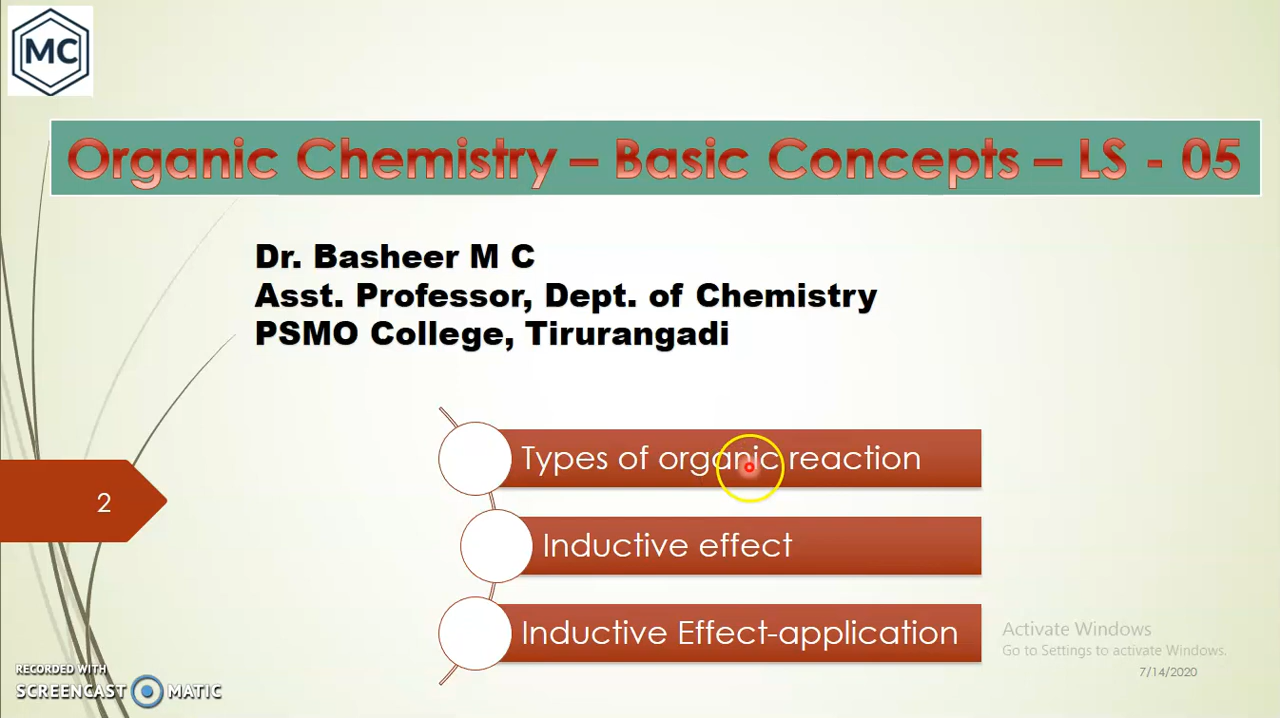 MC
Organic Chemistry – Basic Concepts – LS - 05
Dr. Basheer M C
Asst. Professor, Dept. of Chemistry
PSMO College, Tirurangadi
Types of organic reaction
2
Inductive effect
Inductive Effect-application
Activate Windows
Go to Settings to activate Windows.
7/14/2020
RECORDED WITH
SCREENCAST MATIC